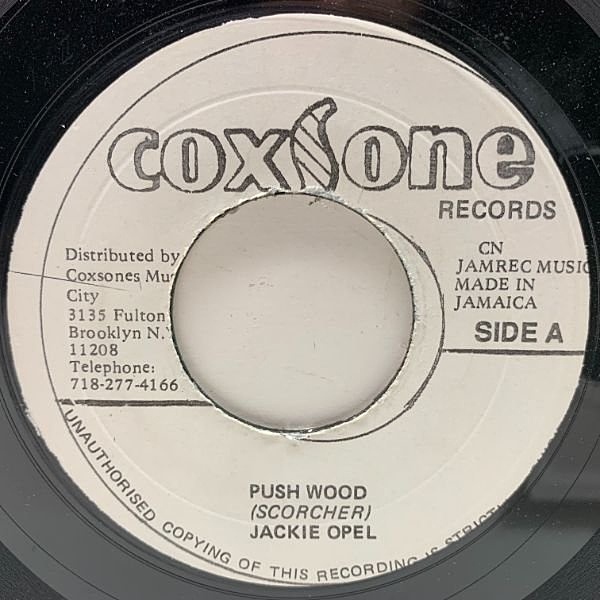 coxsone
RECORDS
Distributed by
Coxsones
City
3135 Fulton
Brooklyn
11208
Telephone:
718-277-4166
CN
JAMREC MUSIC
MADE IN
JAMAICA
SIDE A
PUSH WOOD
(SCORCHER)
JACKIE OPEL
UNAUTHORISED COPYING OF THIS RECORDING IS